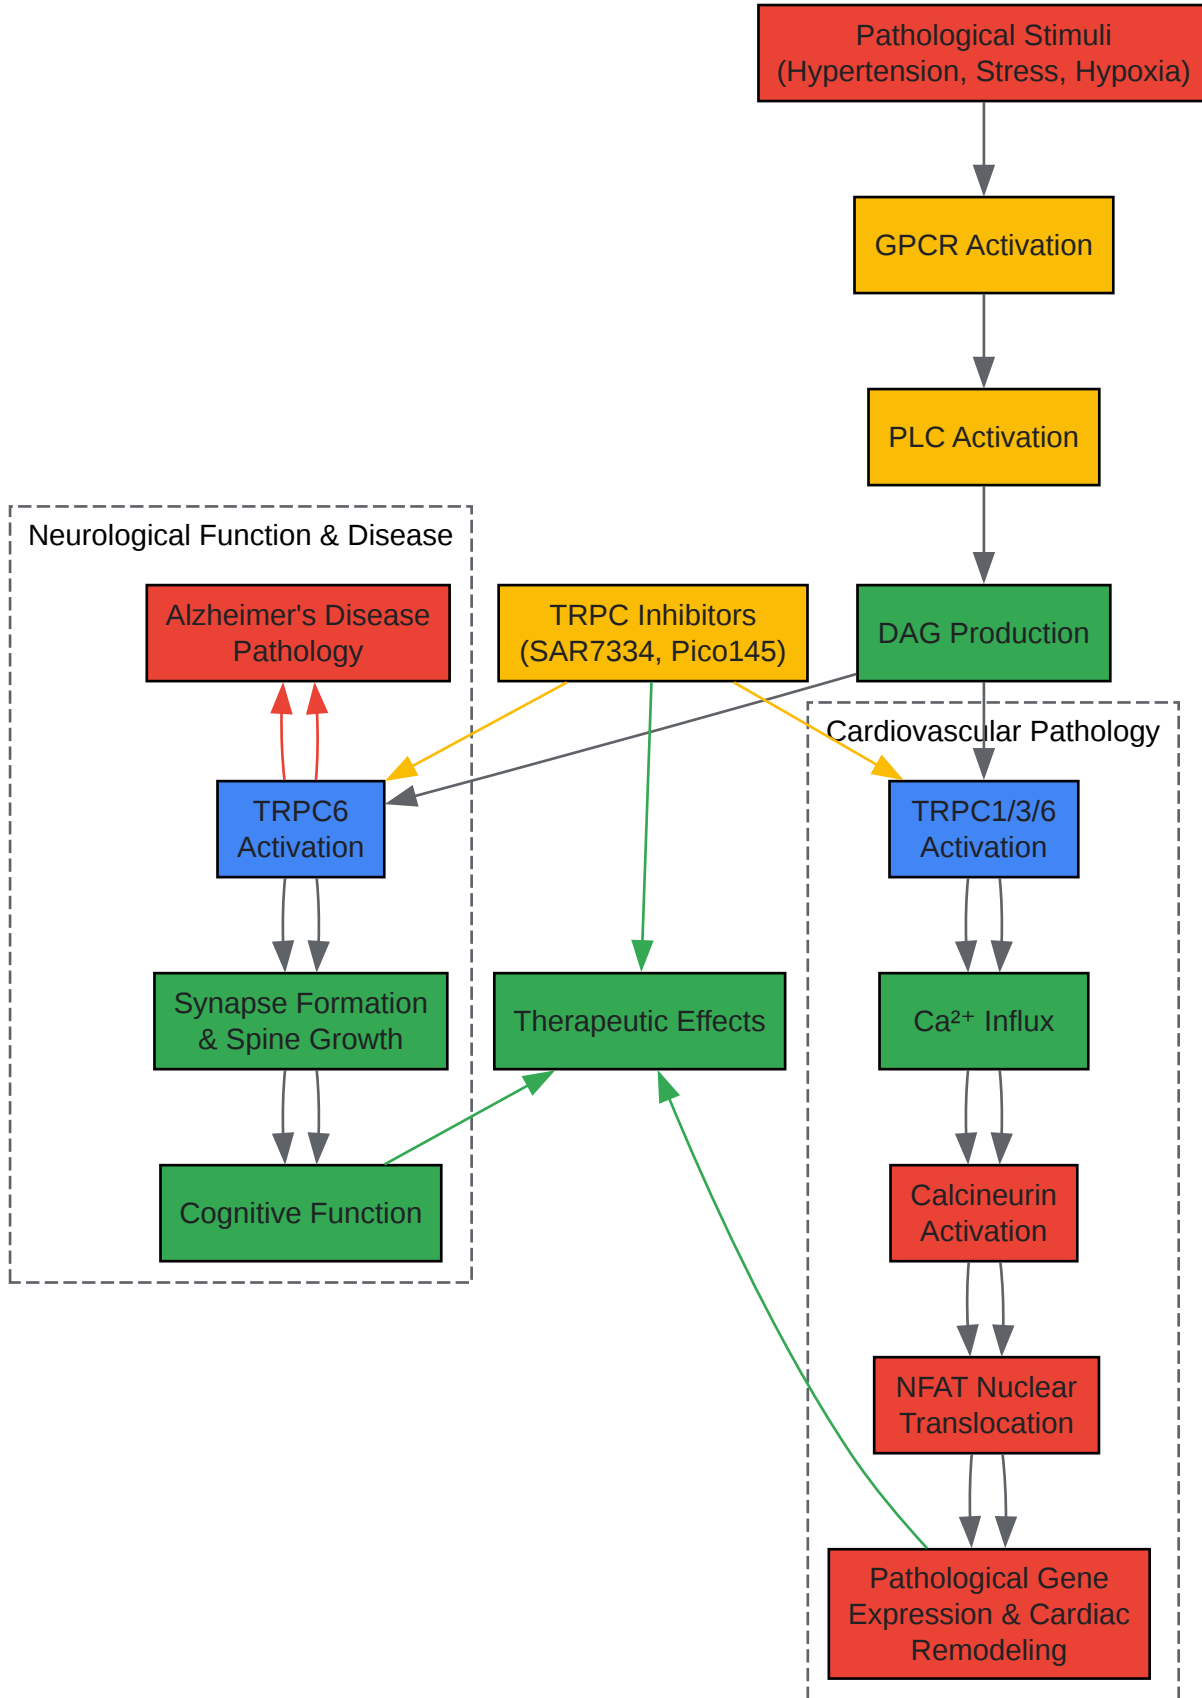 Pathological Stimuli
(Hypertension, Stress, Hypoxia)
GPCR Activation
PLC Activation
Neurological Function & Disease
Alzheimer's Disease
Pathology
TRPC Inhibitors
(SAR7334, Pico145)
DAG Production
Cardiovascular Pathology
TRPC6
Activation
TRPC1/3/6
Activation
Synapse Formation
& Spine Growth
Therapeutic Effects
Ca²⁺ Influx
Cognitive Function
Calcineurin
Activation
NFAT Nuclear
Translocation
Pathological Gene
Expression & Cardiac
Remodeling